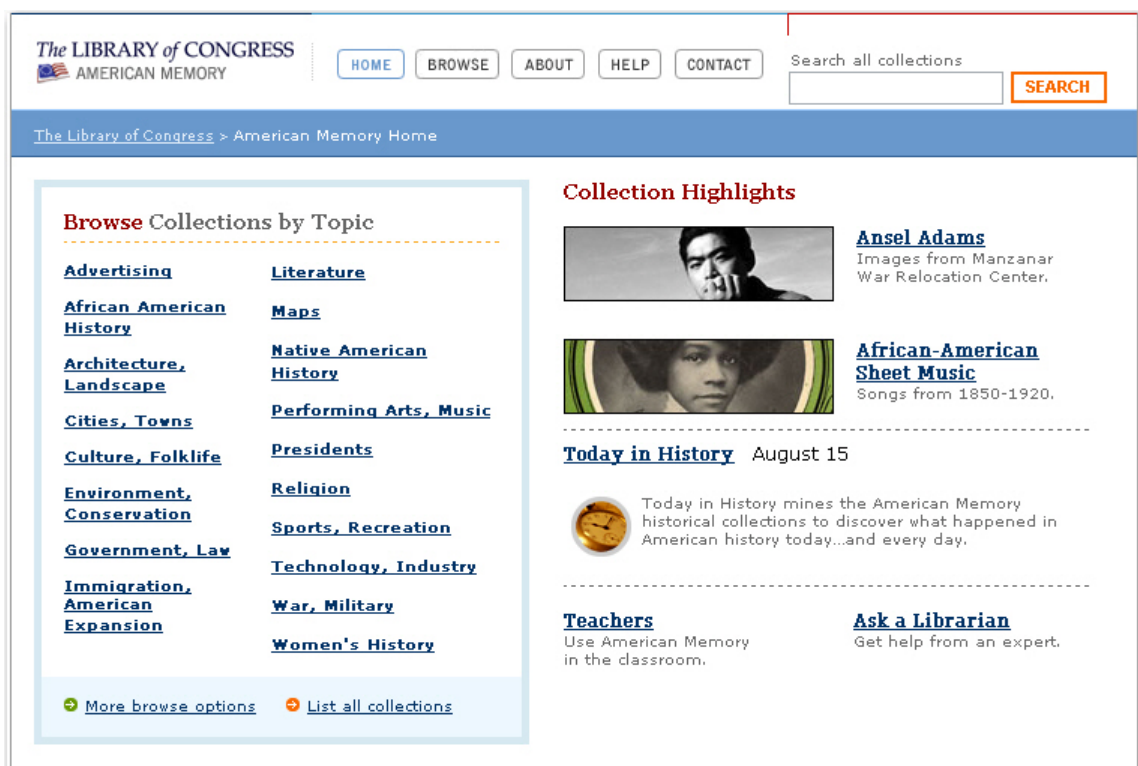 The LIBRARY of CONGRESS
AMERICAN MEMORY
HOME
BROWSE
ABOUT
HELP
CONTACT
Search all collections
SEARCH
The Library of Congress > American Memory Home
Browse Collections by Topic
Advertising
African American
History
Architecture,
Landscape
Cities, Towns
Culture, Folklife
Environment,
Conservation
Government, Law
Immigration,
American
Expansion
Literature
Maps
Native American
History
Performing Arts, Music
Presidents
Religion
Sports, Recreation
Technology, Industry
War, Military
Women's History
More browse options
List all collections
Collection Highlights
Ansel Adams
Images from Manzanar
War Relocation Center.
African-American
Sheet Music
Songs from 1850-1920.
Today in History August 15
Today in History mines the American Memory
historical collections to discover what happened in
American history today...and every day.
Teachers
Use American Memory
in the classroom.
Ask a Librarian
Get help from an expert.